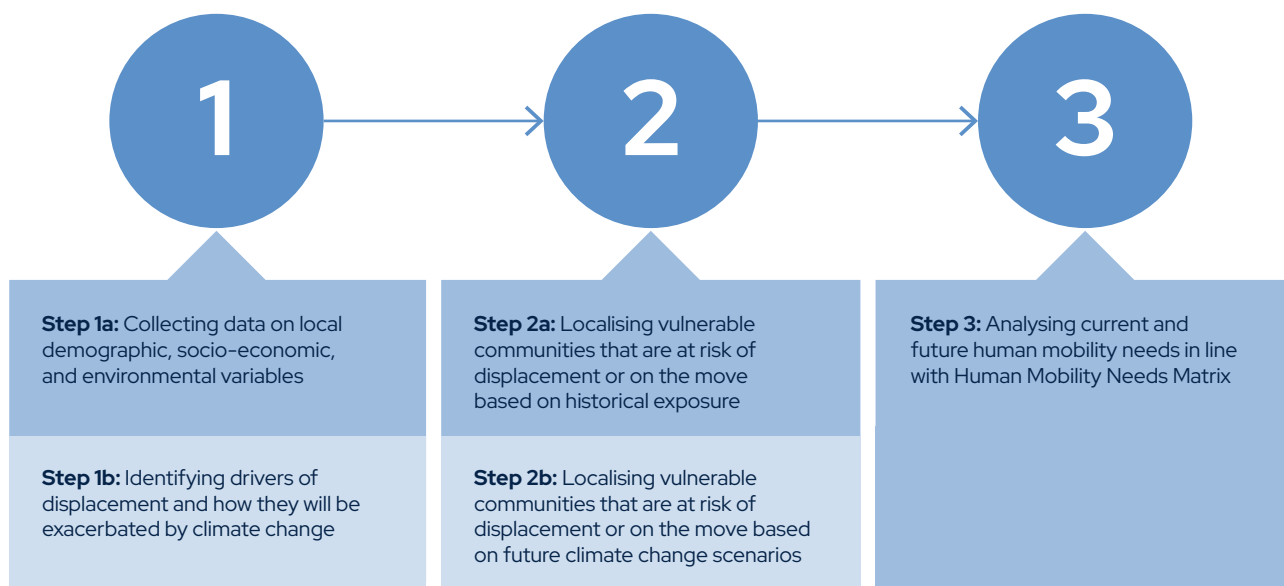 1
2
3
Step 1a: Collecting data on local
demographic, socio-economic,
and environmental variables
Step 1b: Identifying drivers of
displacement and how they will be
exacerbated by climate change
Step 2a: Localising vulnerable
communities that are at risk of
displacement or on the move
based on historical exposure
Step 2b: Localising vulnerable
communities that are at risk of
displacement or on the move based
on future climate change scenarios
Step 3: Analysing current and
future human mobility needs in line
with Human Mobility Needs Matrix